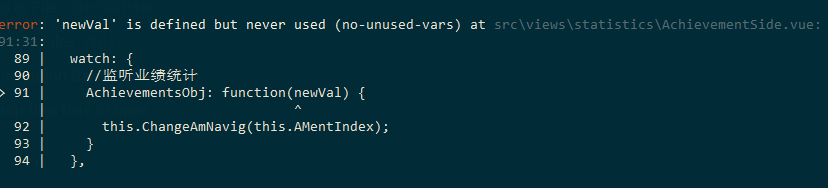 error: 'newVal' is defined but never used (no-unused-vars) at src\views\statistics\AchievementSide.vue:
91:31:
89 | watch: {
90 | //监听业绩统计
> 91 | AchievementsObj: function(newVal) {
| ^
92 | this.ChangeAmNavig(this.AMentIndex);
93 | }
94 | },